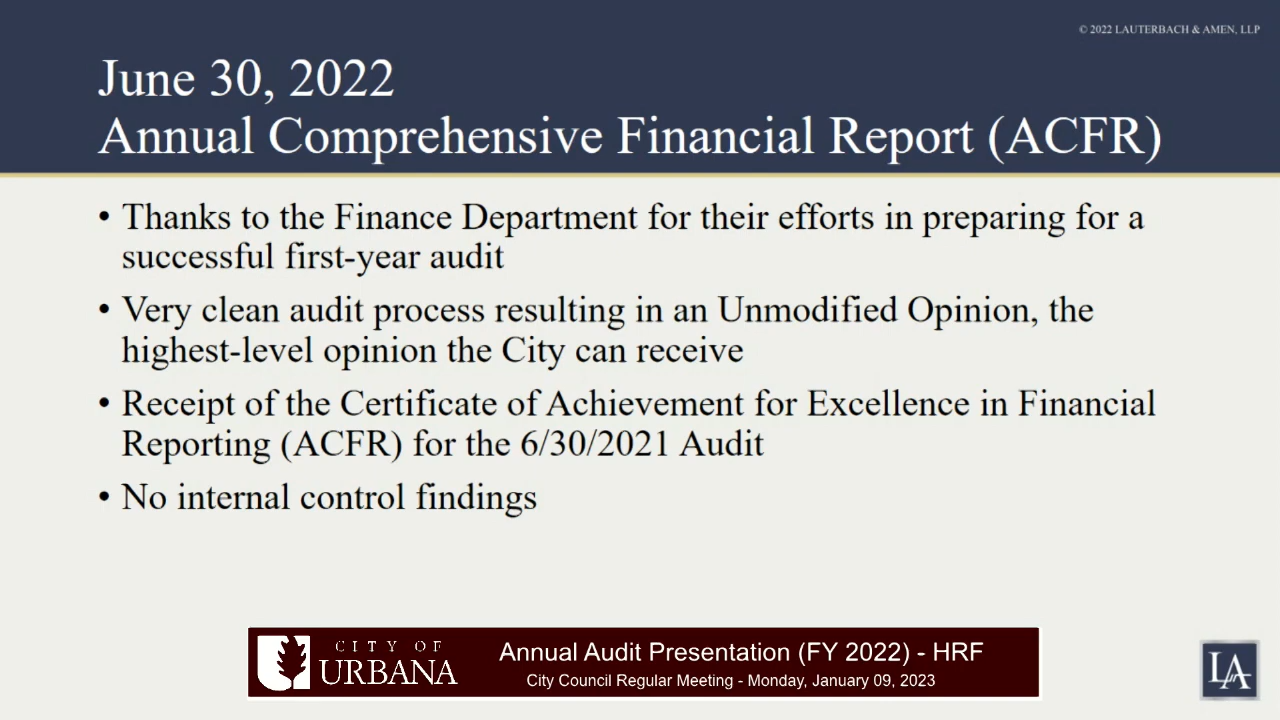 © 2022 LAUTERBACH & AMEN, LLP
June 30, 2022
Annual Comprehensive Financial Report (ACFR)
• Thanks to the Finance Department for their efforts in preparing for a
successful first-year audit
• Very clean audit process resulting in an Unmodified Opinion, the
highest-level opinion the City can receive
• Receipt of the Certificate of Achievement for Excellence in Financial
Reporting (ACFR) for the 6/30/2021 Audit
• No internal control findings
CITY OF
URBANA
Annual Audit Presentation (FY 2022) - HRF
City Council Regular Meeting - Monday, January 09, 2023
LA